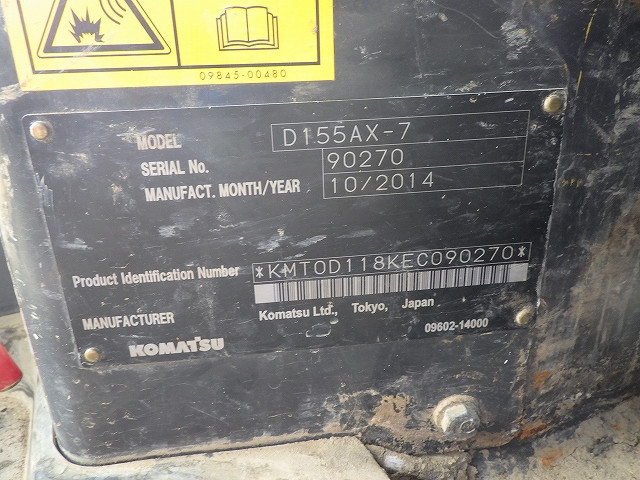 09845-00480
MODEL D155AX-7
SERIAL No. 90270
MANUFACT. MONTH/YEAR 10/2014
Product Identification Number *KMT0D118KEC090270*
MANUFACTURER Komatsu Ltd., Tokyo, Japan
KOMATSU 09602-14000